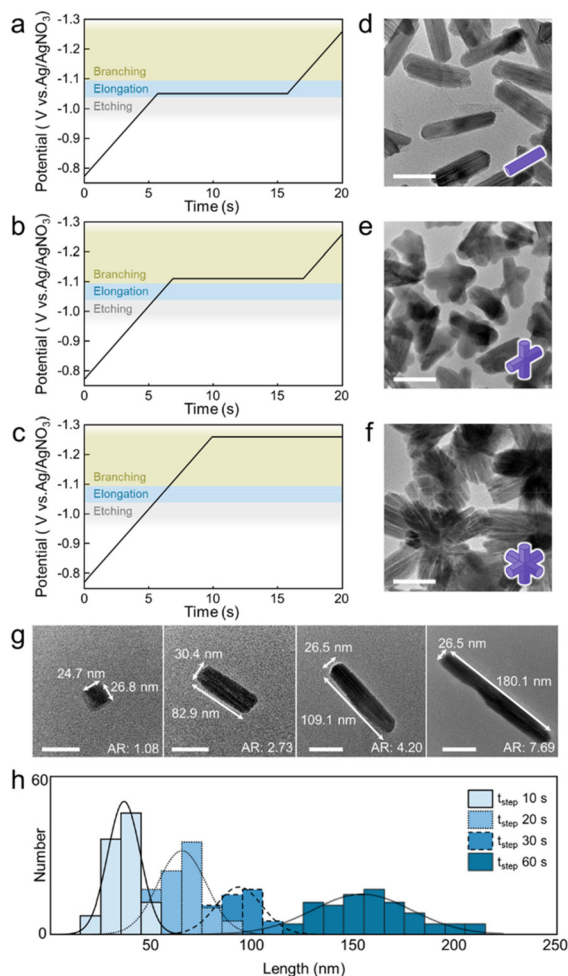 a
-1.3
-1.2
-1.1
-1.0
-0.9
-0.8
Potential ( V vs.Ag/AgNO3)
Branching
Elongation
Etching
0 5 10 15 20
Time (s)
d
b
-1.3
-1.2
-1.1
-1.0
-0.9
-0.8
Potential ( V vs.Ag/AgNO3)
Branching
Elongation
Etching
0 5 10 15 20
Time (s)
e
c
-1.3
-1.2
-1.1
-1.0
-0.9
-0.8
Potential ( V vs.Ag/AgNO3)
Branching
Elongation
Etching
0 5 10 15 20
Time (s)
f
g
24.7 nm
26.8 nm
AR: 1.08
30.4 nm
82.9 nm
AR: 2.73
26.5 nm
109.1 nm
AR: 4.20
26.5 nm
180.1 nm
AR: 7.69
h
60
0
Number
tstep 10 s
tstep 20 s
tstep 30 s
tstep 60 s
50 100 150 200 250
Length (nm)